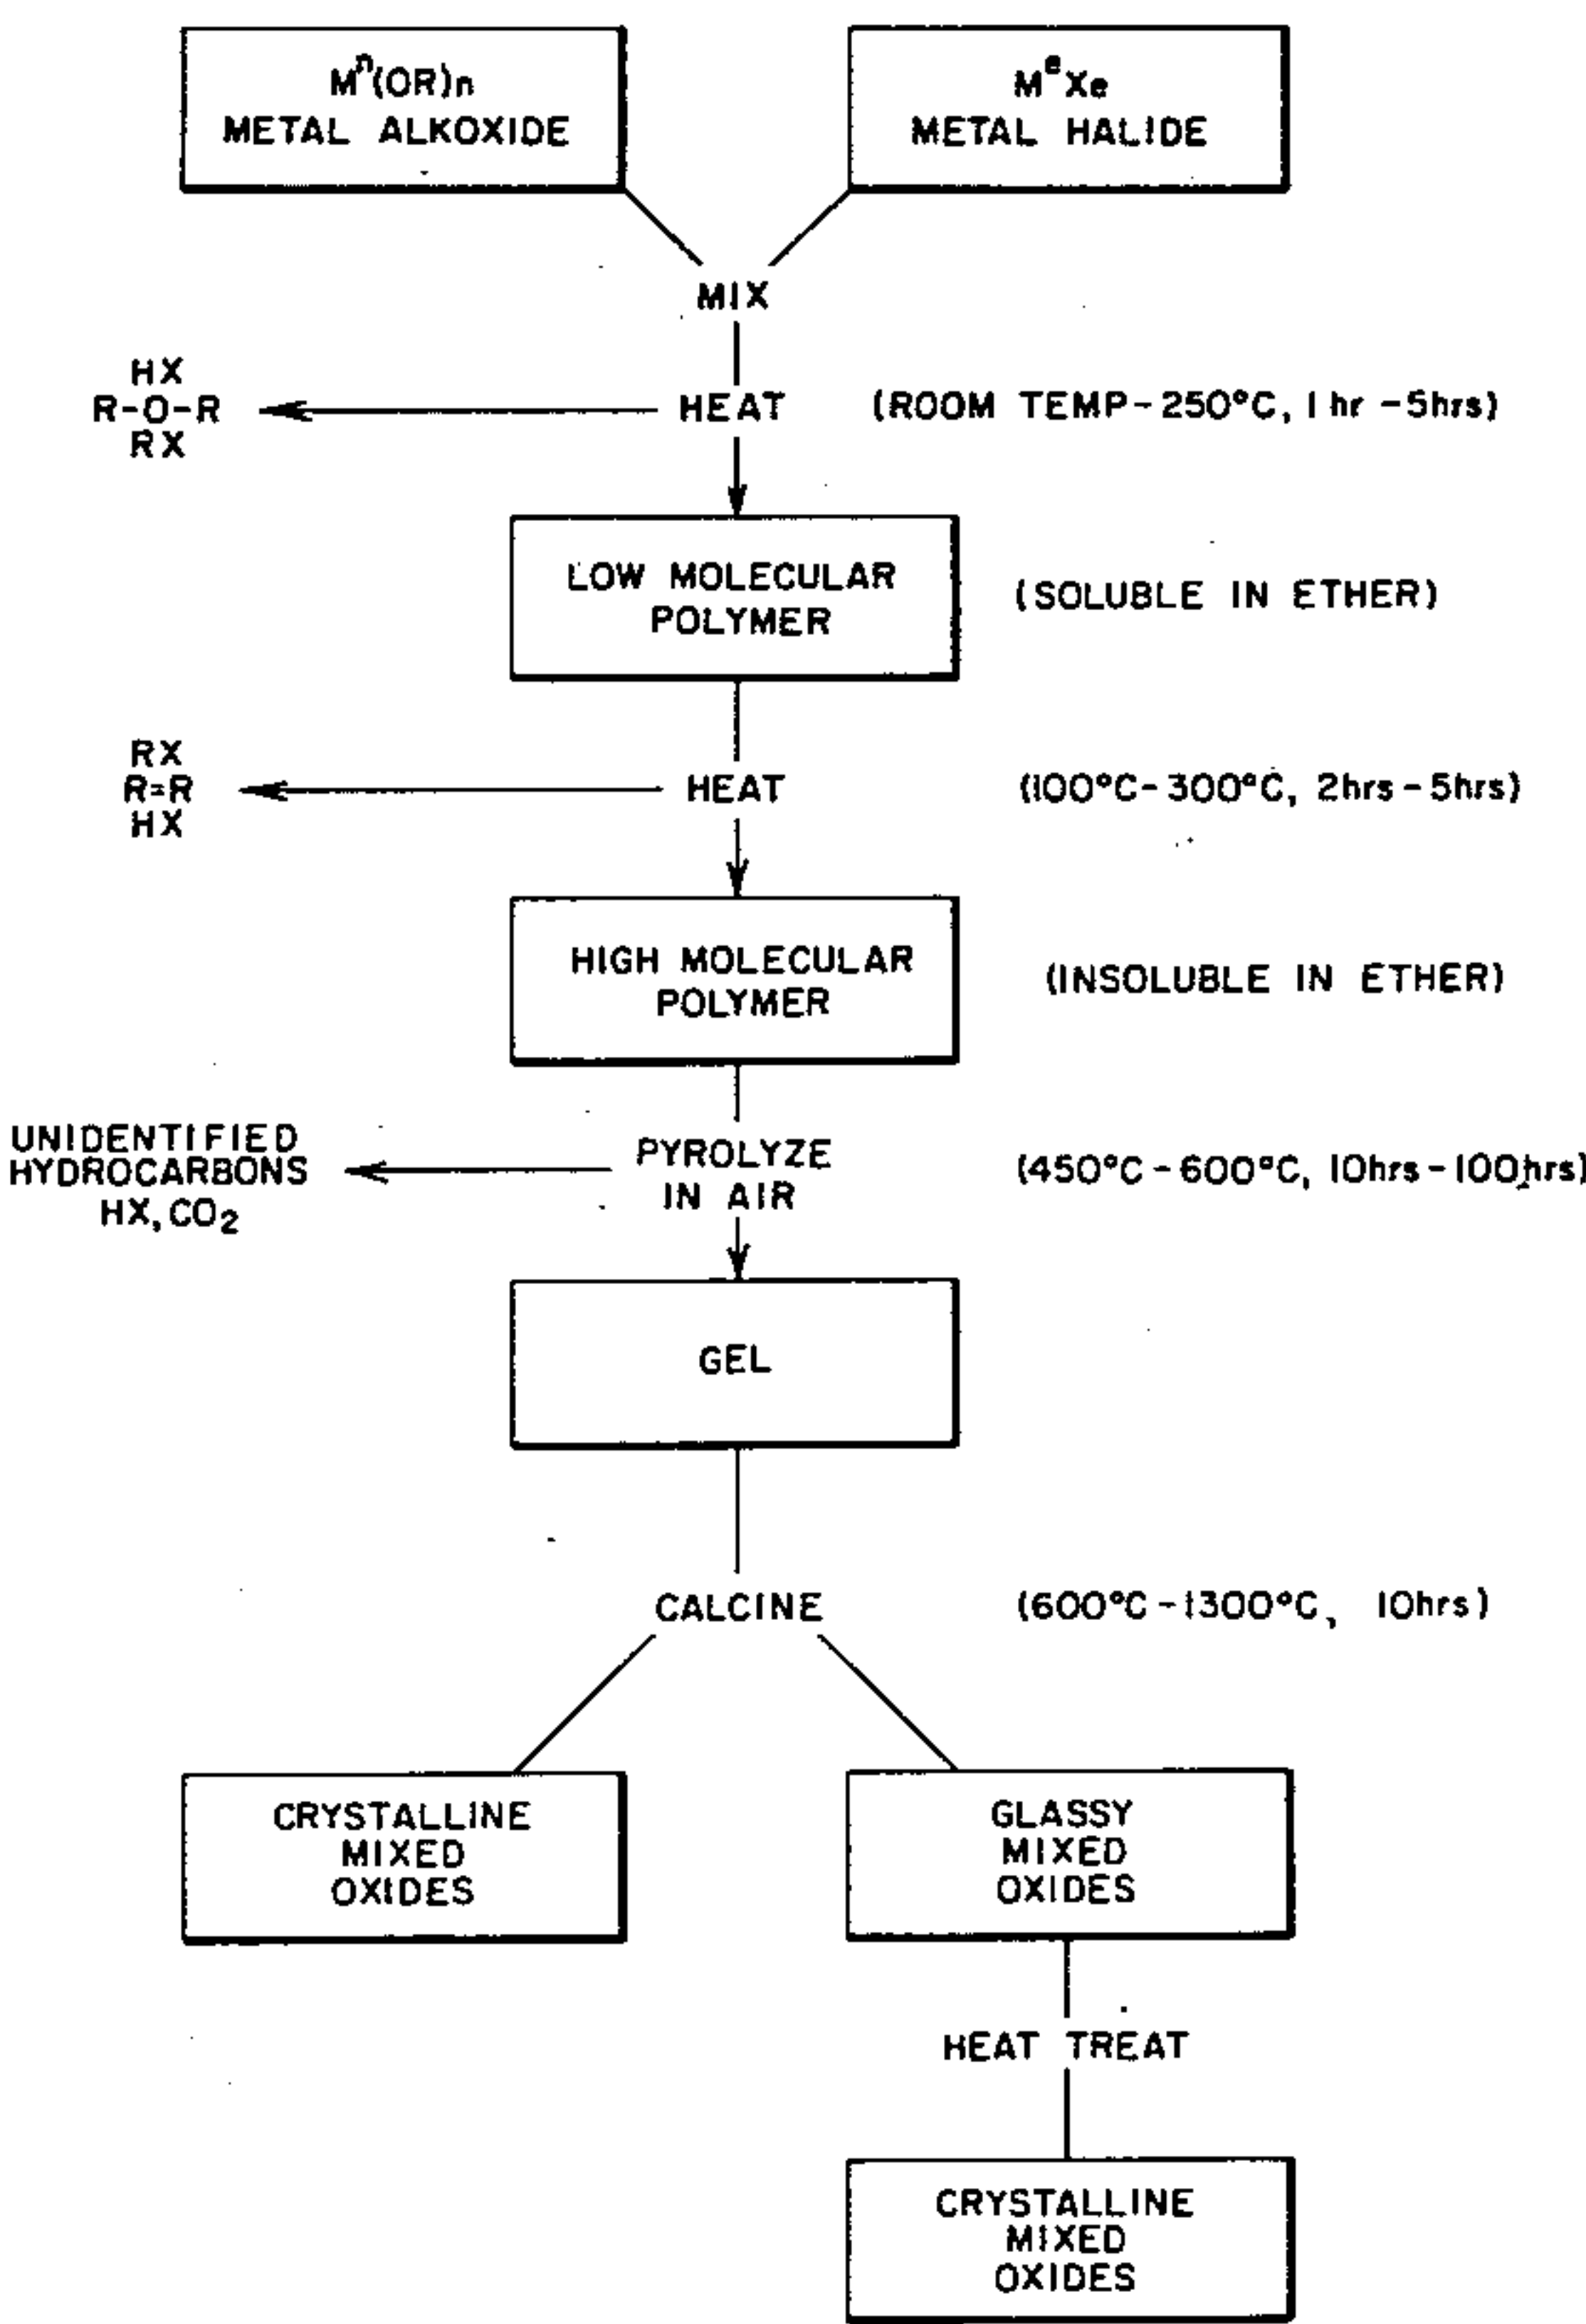 Mⁿ(OR)n
METAL ALKOXIDE
MᵉXe
METAL HALIDE
MIX
HX
R-O-R
RX
HEAT
(ROOM TEMP-250°C, 1 hr -5hrs)
LOW MOLECULAR
POLYMER
(SOLUBLE IN ETHER)
RX
R=R
HX
HEAT
(100°C-300°C, 2hrs-5hrs)
HIGH MOLECULAR
POLYMER
(INSOLUBLE IN ETHER)
UNIDENTIFIED
HYDROCARBONS
HX, CO₂
PYROLYZE
IN AIR
(450°C-600°C, 10hrs-100hrs)
GEL
CALCINE
(600°C-1300°C, 10hrs)
CRYSTALLINE
MIXED
OXIDES
GLASSY
MIXED
OXIDES
HEAT TREAT
CRYSTALLINE
MIXED
OXIDES